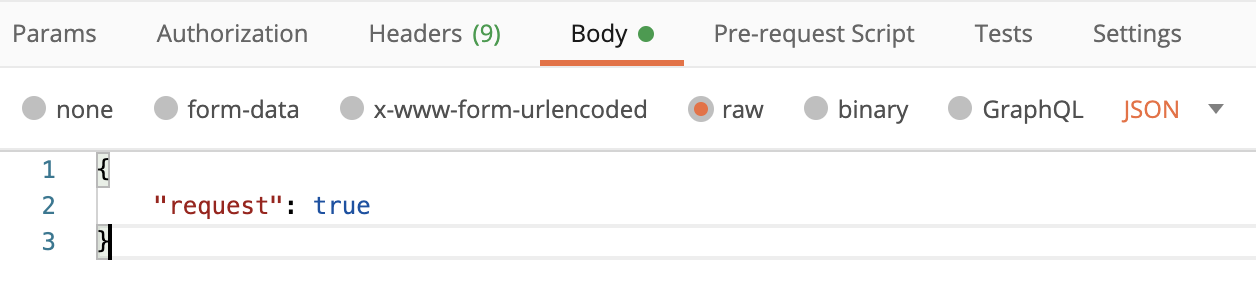 Params Authorization Headers (9) Body Pre-request Script Tests Settings
none form-data x-www-form-urlencoded raw binary GraphQL JSON
1 {
2 "request": true
3 }